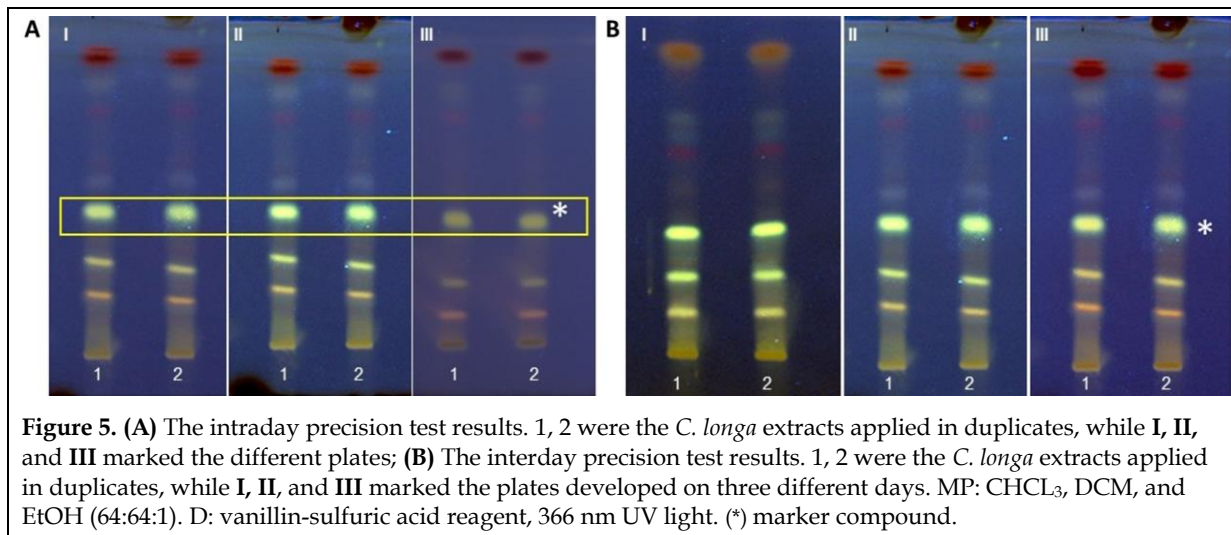 A I II III B I II III
*
*
1 2 1 2 1 2 1 2 1 2 1 2
Figure 5. (A) The intraday precision test results. 1, 2 were the C. longa extracts applied in duplicates, while I, II,
and III marked the different plates; (B) The interday precision test results. 1, 2 were the C. longa extracts applied
in duplicates, while I, II, and III marked the plates developed on three different days. MP: CHCL₃, DCM, and
EtOH (64:64:1). D: vanillin-sulfuric acid reagent, 366 nm UV light. (*) marker compound.